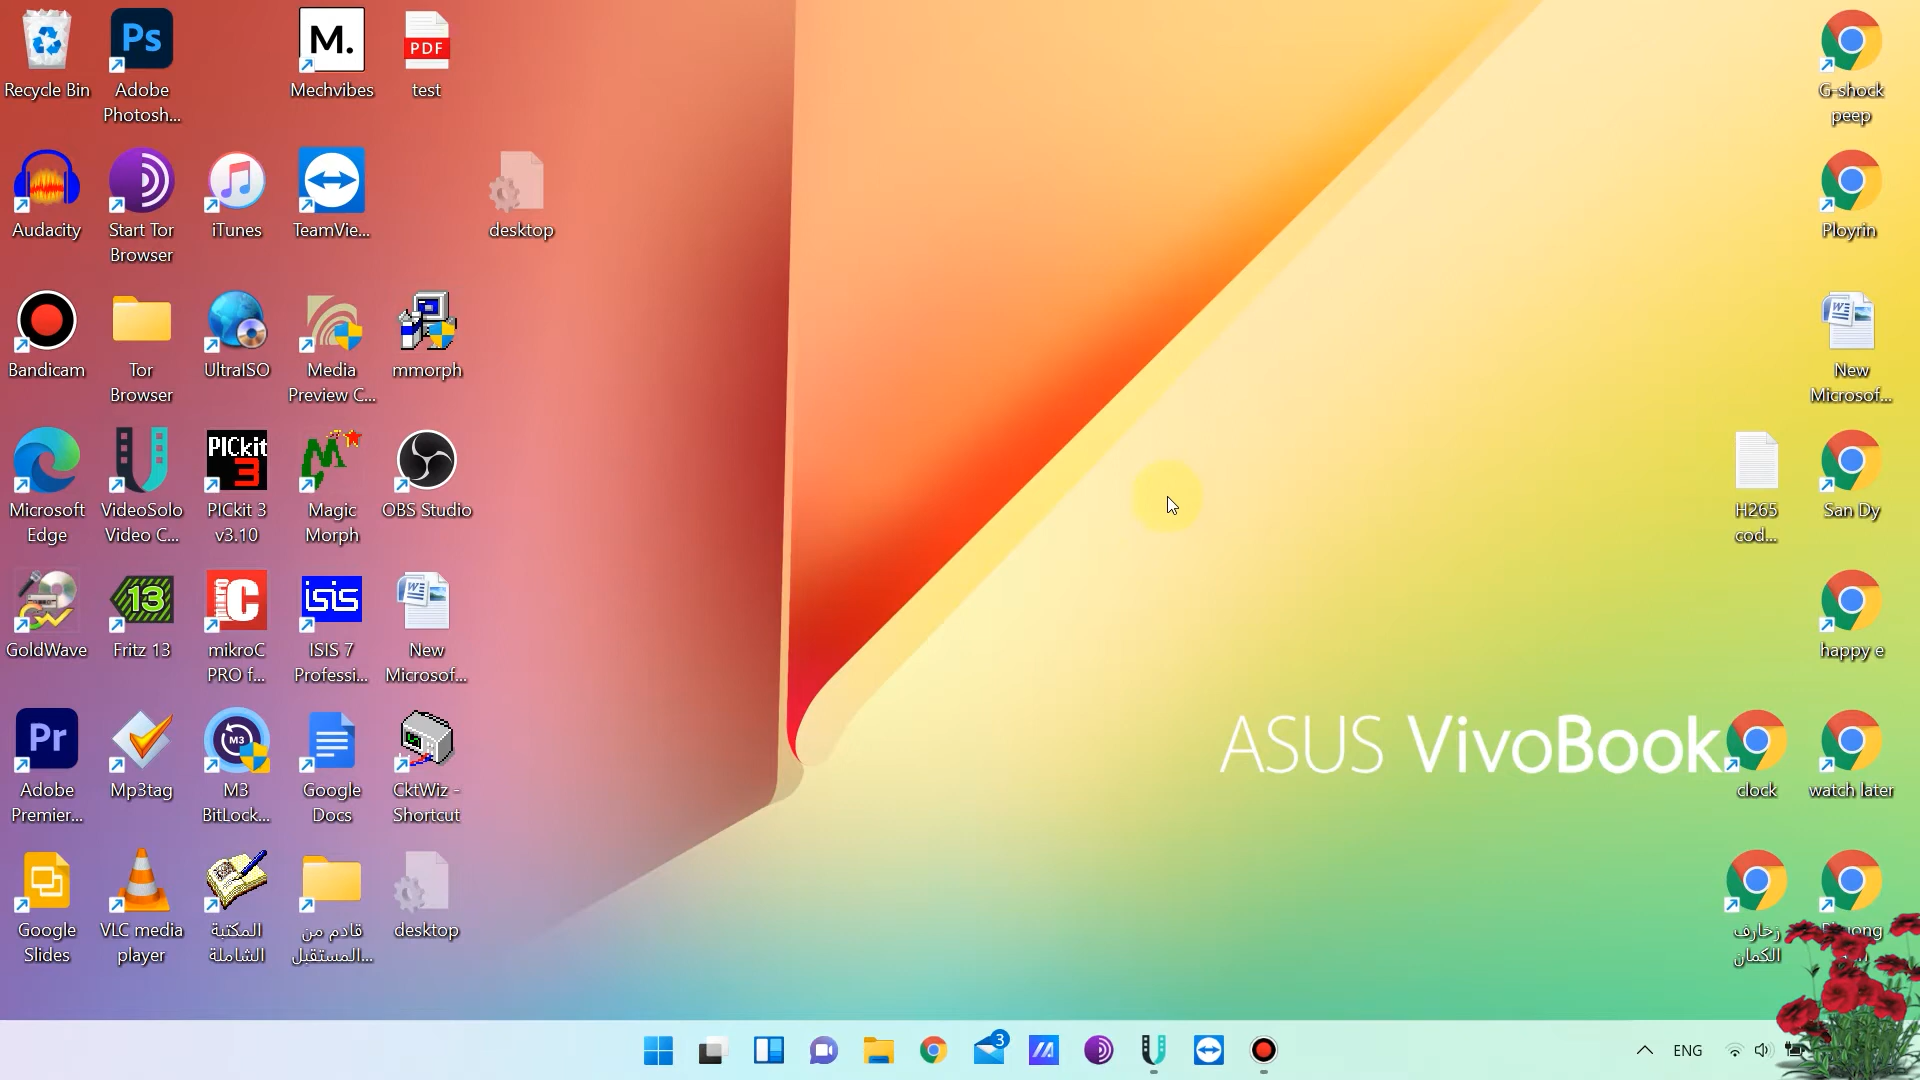 Recycle Bin
Adobe
Photosh...
M.
Mechvibes
PDF
test
G-shock
peep
Ps
Audacity
Start Tor
Browser
iTunes
TeamVie...
desktop
Ployrin
Bandicam
Tor
Browser
UltraISO
Media
Preview C...
mmorph
New
Microsof...
Microsoft
Edge
VideoSolo
Video C...
PICkit
3
PICkit 3
v3.10
Magic
Morph
OBS Studio
H265
cod...
San Dy
GoldWave
13
Fritz 13
mikroC
PRO f...
isis
ISIS 7
Professi...
New
Microsof...
happy e
ASUS VivoBook
Pr
Adobe
Premier...
Mp3tag
M3
M3
BitLock...
Google
Docs
CktWiz -
Shortcut
clock
watch later
Google
Slides
VLC media
player
المكتبة
الشاملة
قادم من
المستقبل...
desktop
زخارف
الكمان
3
ENG